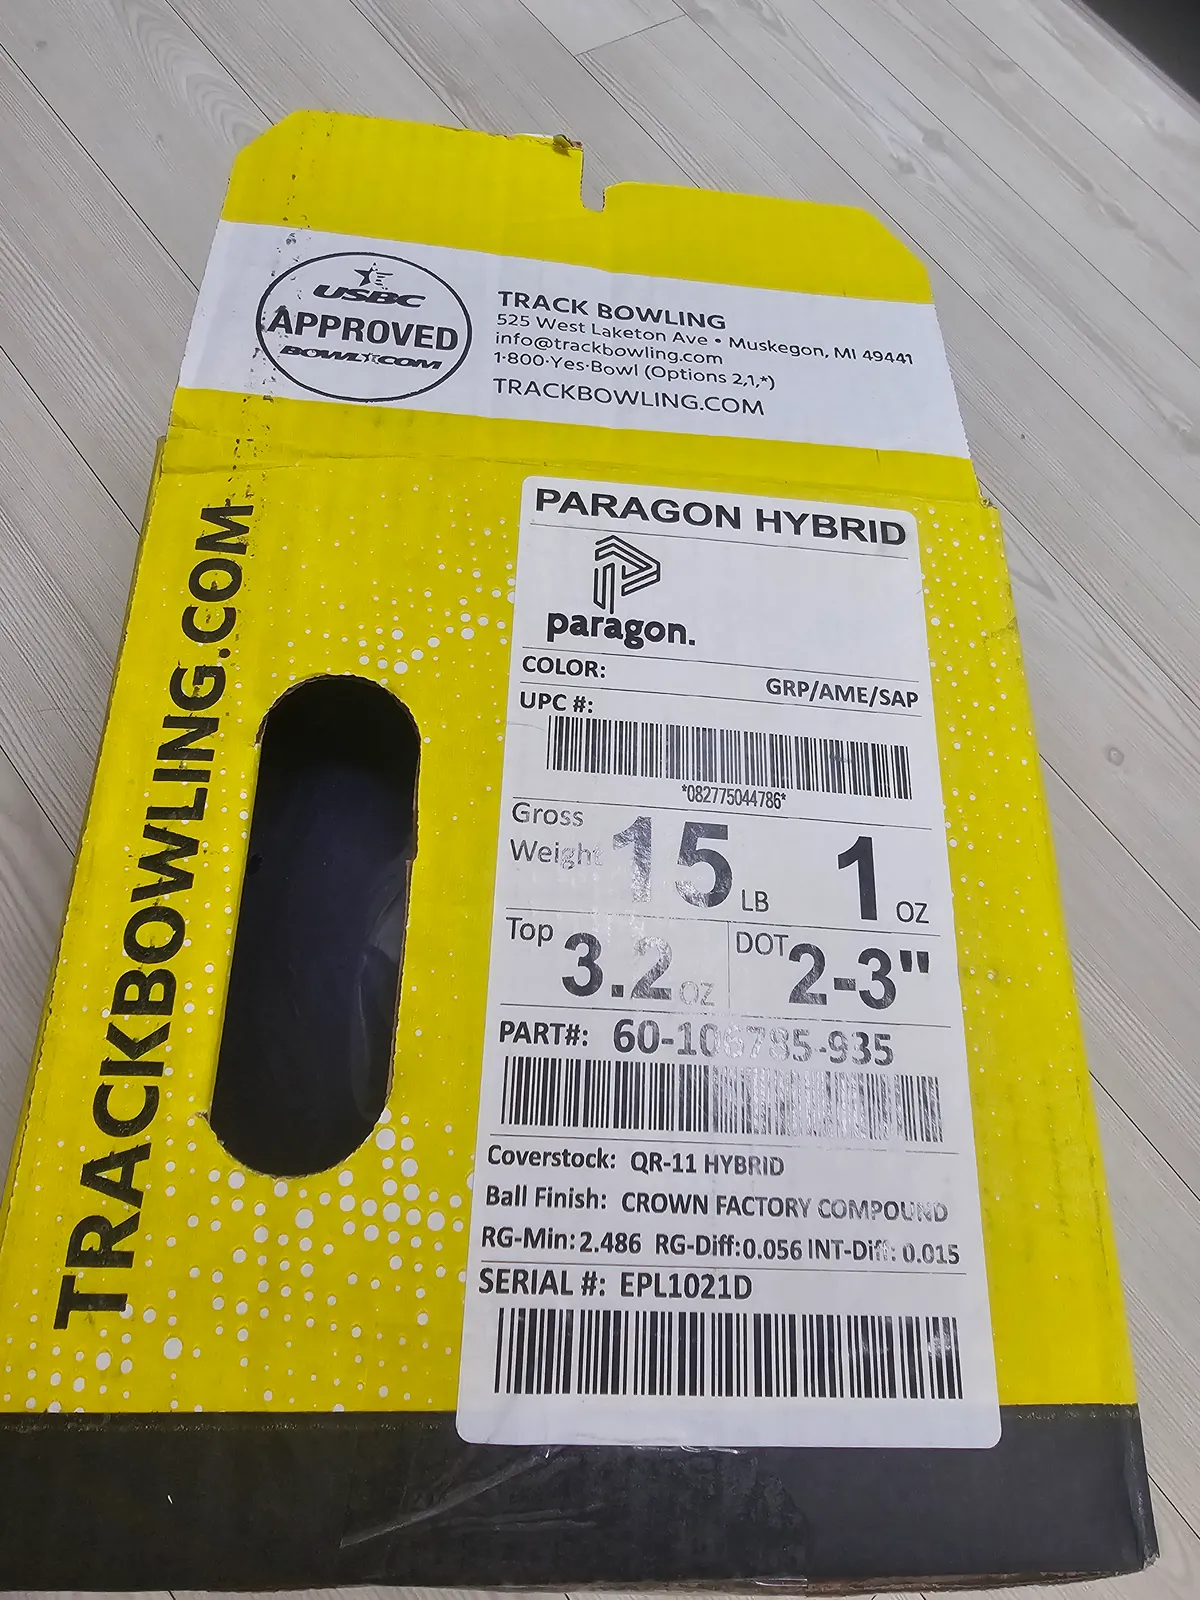 USBC
APPROVED
BOWL.COM
TRACK BOWLING
525 West Laketon Ave • Muskegon, MI 49441
info@trackbowling.com
1·800·Yes·Bowl (Options 2,1,*)
TRACKBOWLING.COM
TRACKBOWLING.COM
PARAGON HYBRID
paragon.
COLOR: GRP/AME/SAP
UPC #:
*082775044786*
Gross Weight 15 LB 1 OZ
Top 3.2 OZ DOT 2-3"
PART#: 60-106785-935
Coverstock: QR-11 HYBRID
Ball Finish: CROWN FACTORY COMPOUND
RG-Min: 2.486 RG-Diff: 0.056 INT-Diff: 0.015
SERIAL #: EPL1021D